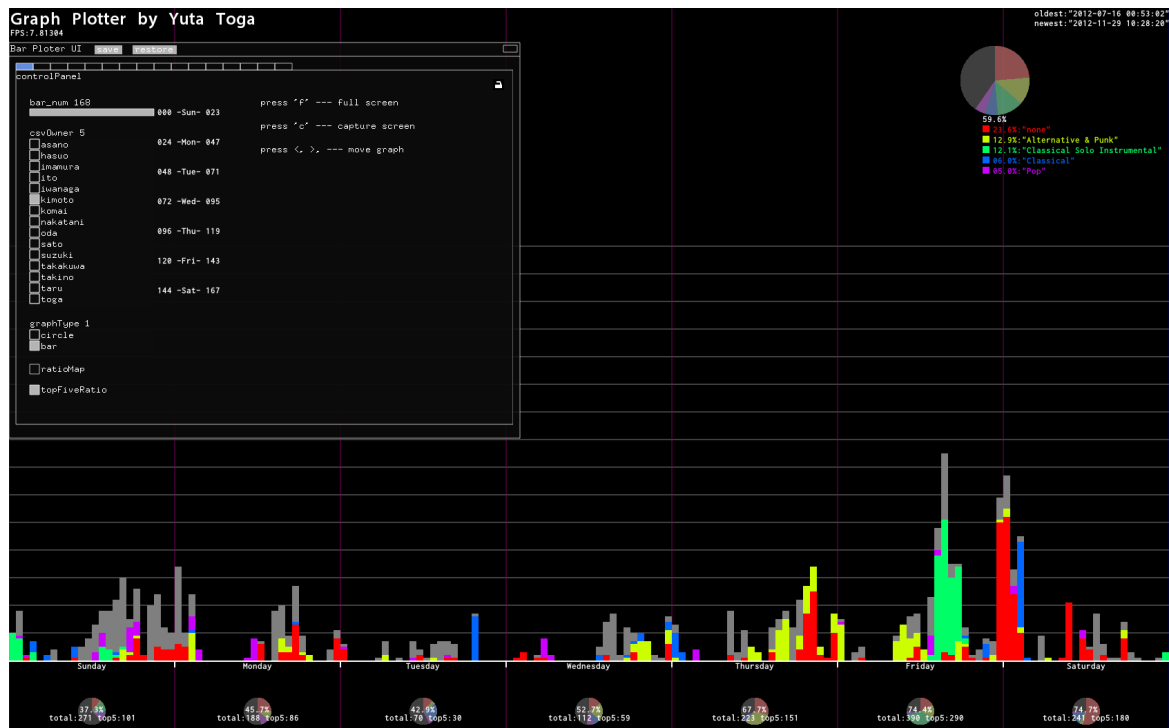 Graph Plotter by Yuta Toga
FPS:7.81304
oldest:"2012-07-16 00:53:02"
newest:"2012-11-29 10:28:20"
Bar Ploter UI save restore
controlPanel
bar_num 168
000 -Sun- 023
024 -Mon- 047
048 -Tue- 071
072 -Wed- 095
096 -Thu- 119
120 -Fri- 143
144 -Sat- 167
press 'f' --- full screen
press 'c' --- capture screen
press <, >, --- move graph
csvOwner 5
asano
hasuo
imamura
ito
iwanaga
kimoto
komai
nakatani
oda
sato
suzuki
takakuwa
takino
taru
toga
graphType 1
circle
bar
ratioMap
topFiveRatio
59.6%
23.6%:"none"
12.9%:"Alternative & Punk"
12.1%:"Classical Solo Instrumental"
06.0%:"Classical"
05.0%:"Pop"
Sunday Monday Tuesday Wednesday Thursday Friday Saturday
37.3% 45.7% 42.9% 52.7% 67.7% 74.4% 74.7%
total:271 top5:101 total:188 top5:86 total:70 top5:30 total:112 top5:59 total:223 top5:151 total:390 top5:290 total:241 top5:180